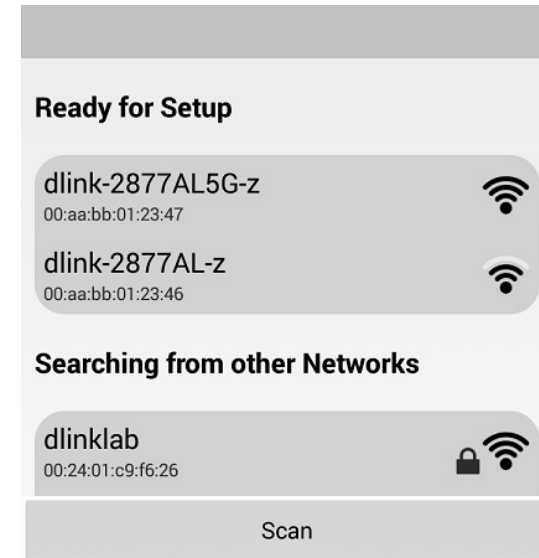 Ready for Setup
dlink-2877AL5G-z
00:aa:bb:01:23:47
dlink-2877AL-z
00:aa:bb:01:23:46
Searching from other Networks
dlinklab
00:24:01:c9:f6:26
Scan